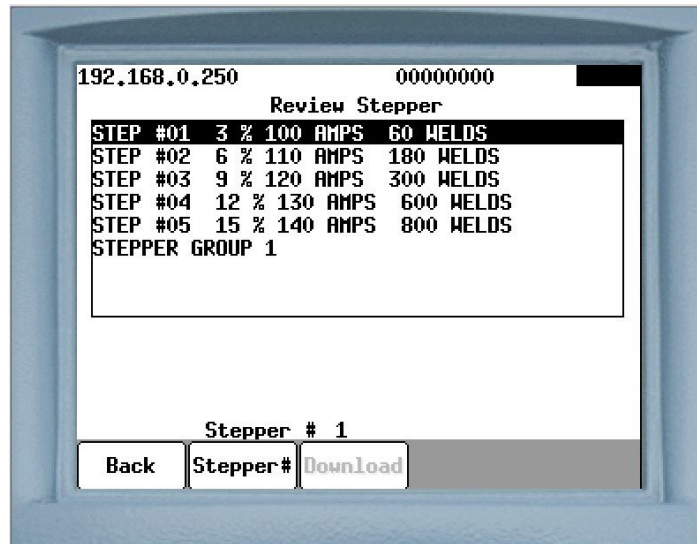 192.168.0.250 00000000
Review Stepper
STEP #01 3 % 100 AMPS 60 WELDS
STEP #02 6 % 110 AMPS 180 WELDS
STEP #03 9 % 120 AMPS 300 WELDS
STEP #04 12 % 130 AMPS 600 WELDS
STEP #05 15 % 140 AMPS 800 WELDS
STEPPER GROUP 1
Stepper # 1
Back Stepper# Download